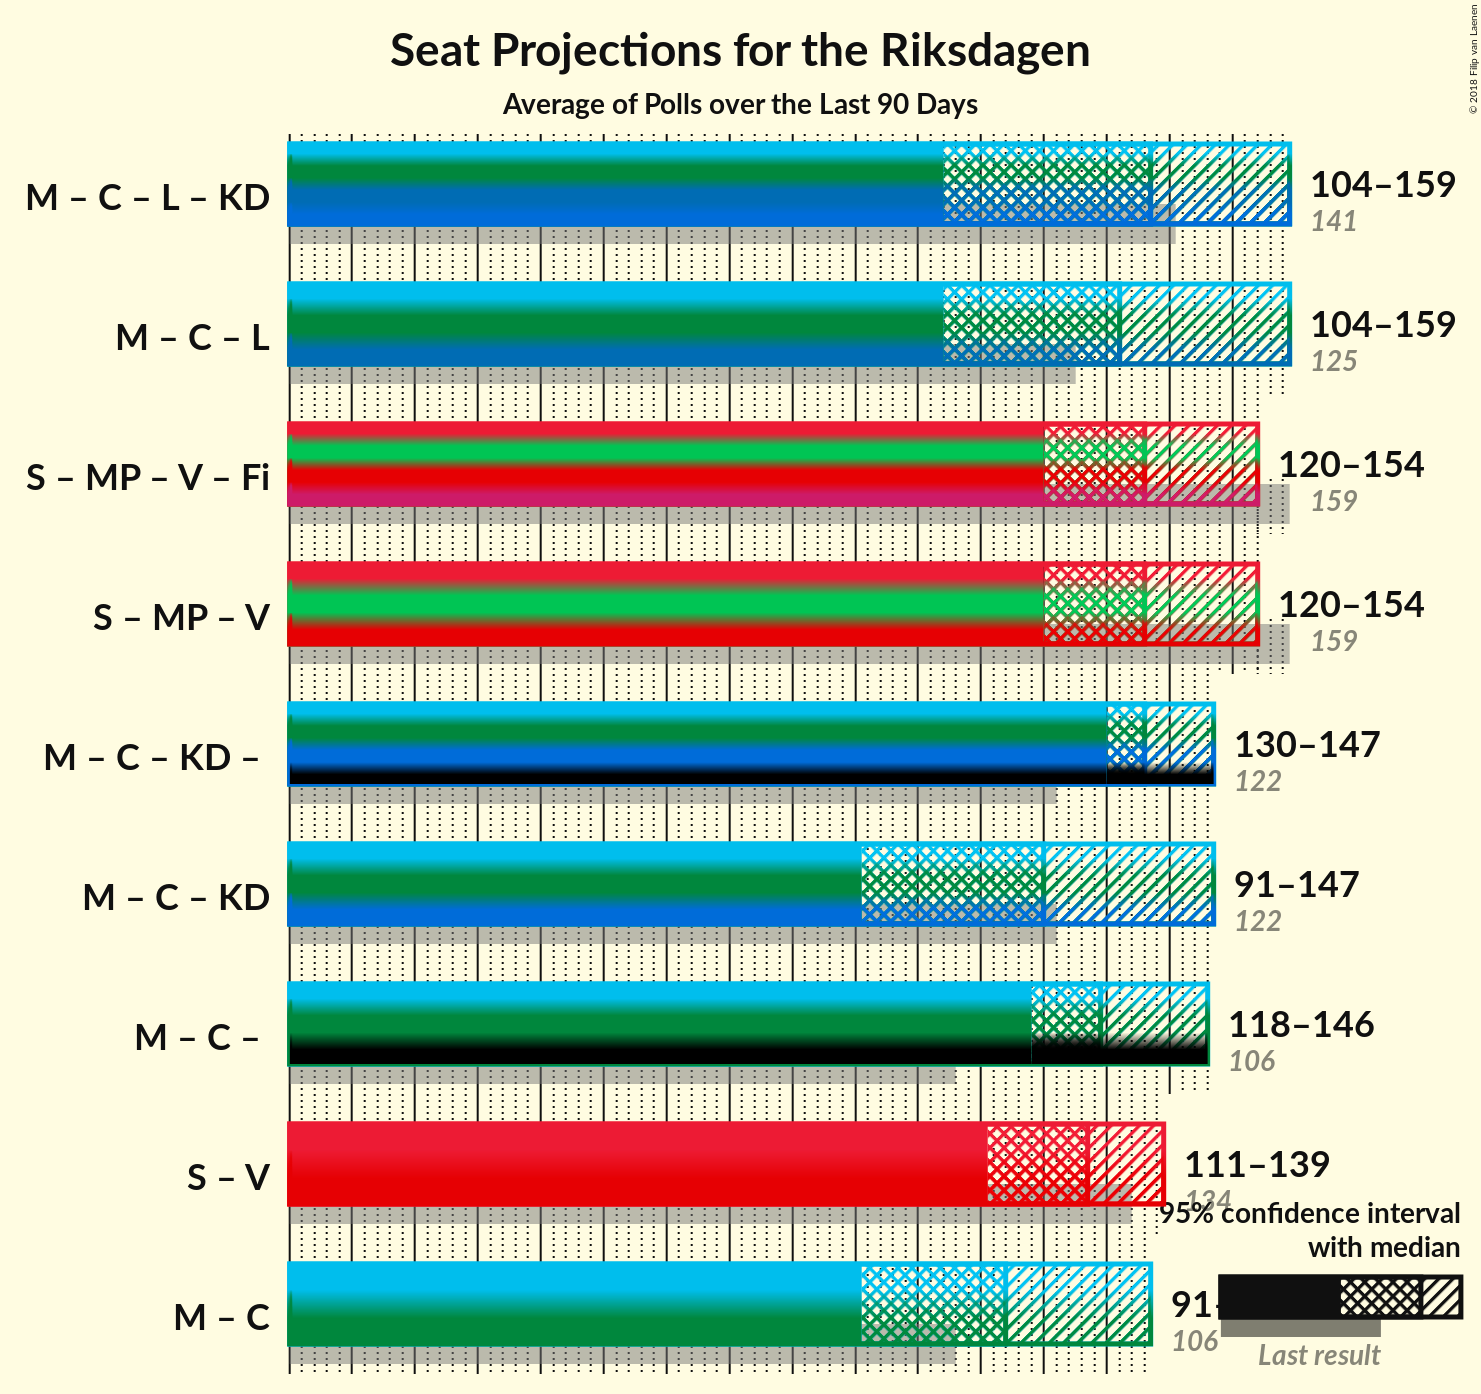 Seat Projections for the Riksdagen
Average of Polls over the Last 90 Days
© 2018 Filip van Laenen
M – C – L – KD
104–159
141
M – C – L
104–159
125
S – MP – V – Fi
120–154
159
S – MP – V
120–154
159
M – C – KD –
130–147
122
M – C – KD
91–147
122
M – C –
118–146
106
S – V
111–139
134
95% confidence interval
with median
M – C
91–
106
Last result